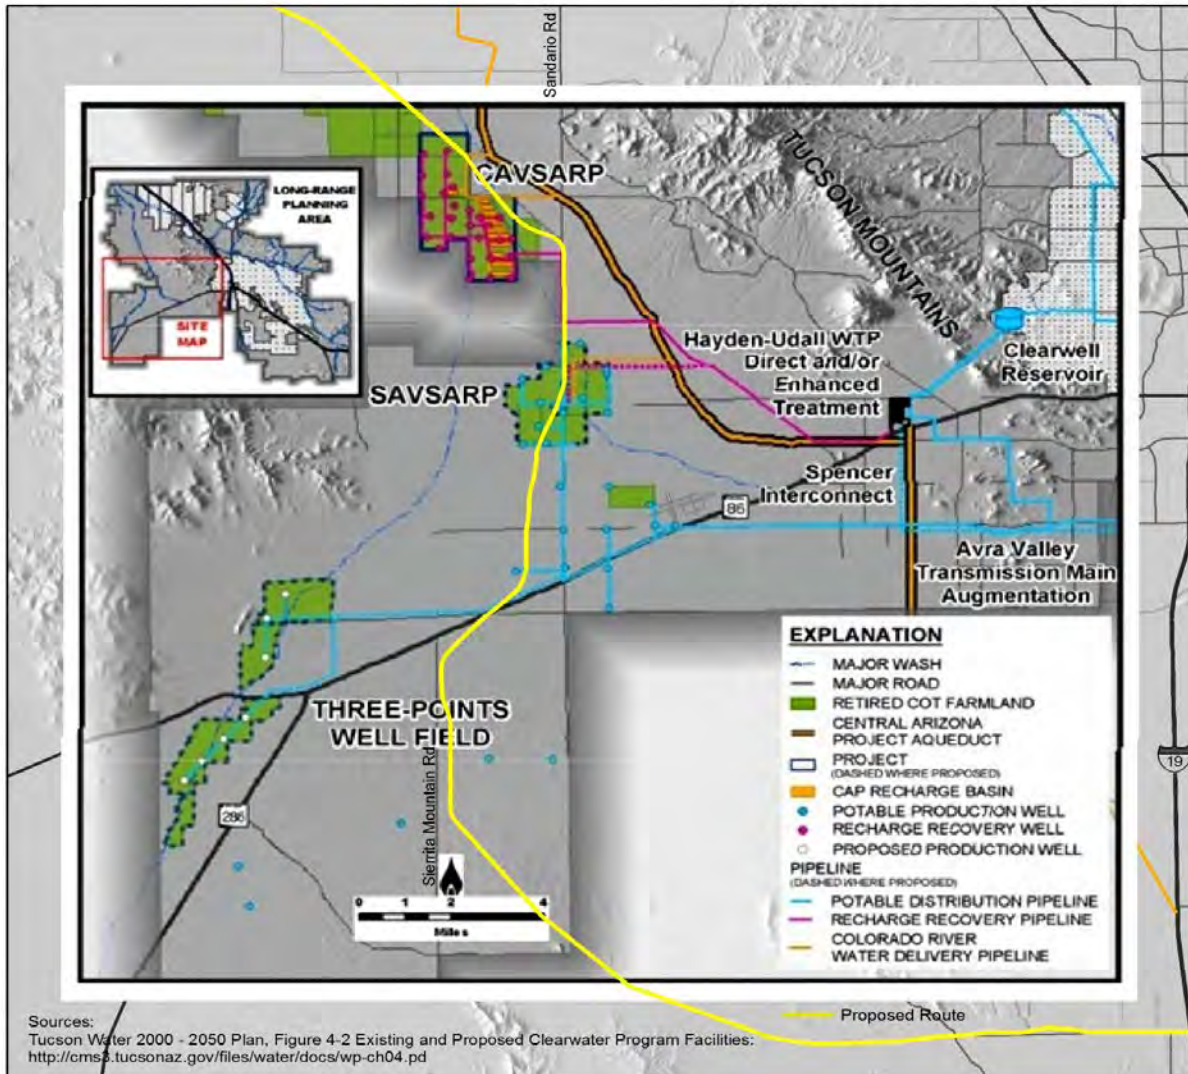 Sandario Rd
TUCSON MOUNTAINS
CAVSARP
LONG-RANGE
PLANNING
AREA
SITE
MAP
Hayden-Udall WTP
Direct and/or
Enhanced
Treatment
Clearwell
Reservoir
SAVSARP
Spencer
Interconnect
86
Avra Valley
Transmission Main
Augmentation
THREE-POINTS
WELL FIELD
286
Sierrita Mountain Rd
19
0 1 2 4
Miles
EXPLANATION
MAJOR WASH
MAJOR ROAD
RETIRED COT FARMLAND
CENTRAL ARIZONA
PROJECT AQUEDUCT
PROJECT
(DASHED WHERE PROPOSED)
CAP RECHARGE BASIN
POTABLE PRODUCTION WELL
RECHARGE RECOVERY WELL
PROPOSED PRODUCTION WELL
PIPELINE
(DASHED WHERE PROPOSED)
POTABLE DISTRIBUTION PIPELINE
RECHARGE RECOVERY PIPELINE
COLORADO RIVER
WATER DELIVERY PIPELINE
Proposed Route
Sources:
Tucson Water 2000 - 2050 Plan, Figure 4-2 Existing and Proposed Clearwater Program Facilities:
http://cms3.tucsonaz.gov/files/water/docs/wp-ch04.pd